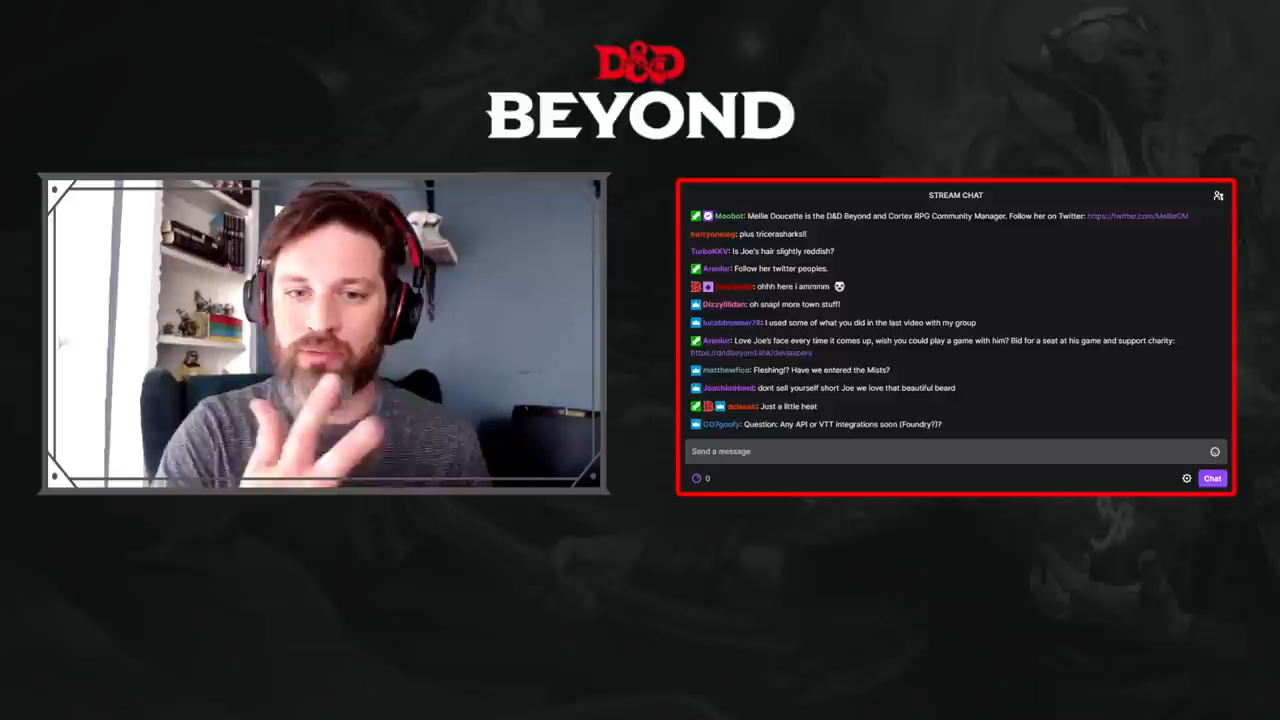 D&D
BEYOND
STREAM CHAT
Moobot: Mellie Doucette is the D&D Beyond and Cortex RPG Community Manager. Follow her on Twitter: https://twitter.com/MellieDM
plus tricerasharks!!
TurboKKV: Is Joe's hair slightly reddish?
Arenlor: Follow her twitter peoples.
ohhh here i ammmm
Dizzyillidan: oh snap! more town stuff!
I used some of what you did in the last video with my group
Arenlor: Love Joe's face every time it comes up, wish you could play a game with him? Bid for a seat at his game and support charity:
https://dndbeyond.link/devjaspers
matthewfico: Fleshing!? Have we entered the Mists?
JoachimHmd: dont sell yourself short Joe we love that beautiful beard
Just a little heat
OO7goofy: Question: Any API or VTT integrations soon (Foundry?)?
Send a message
0
Chat